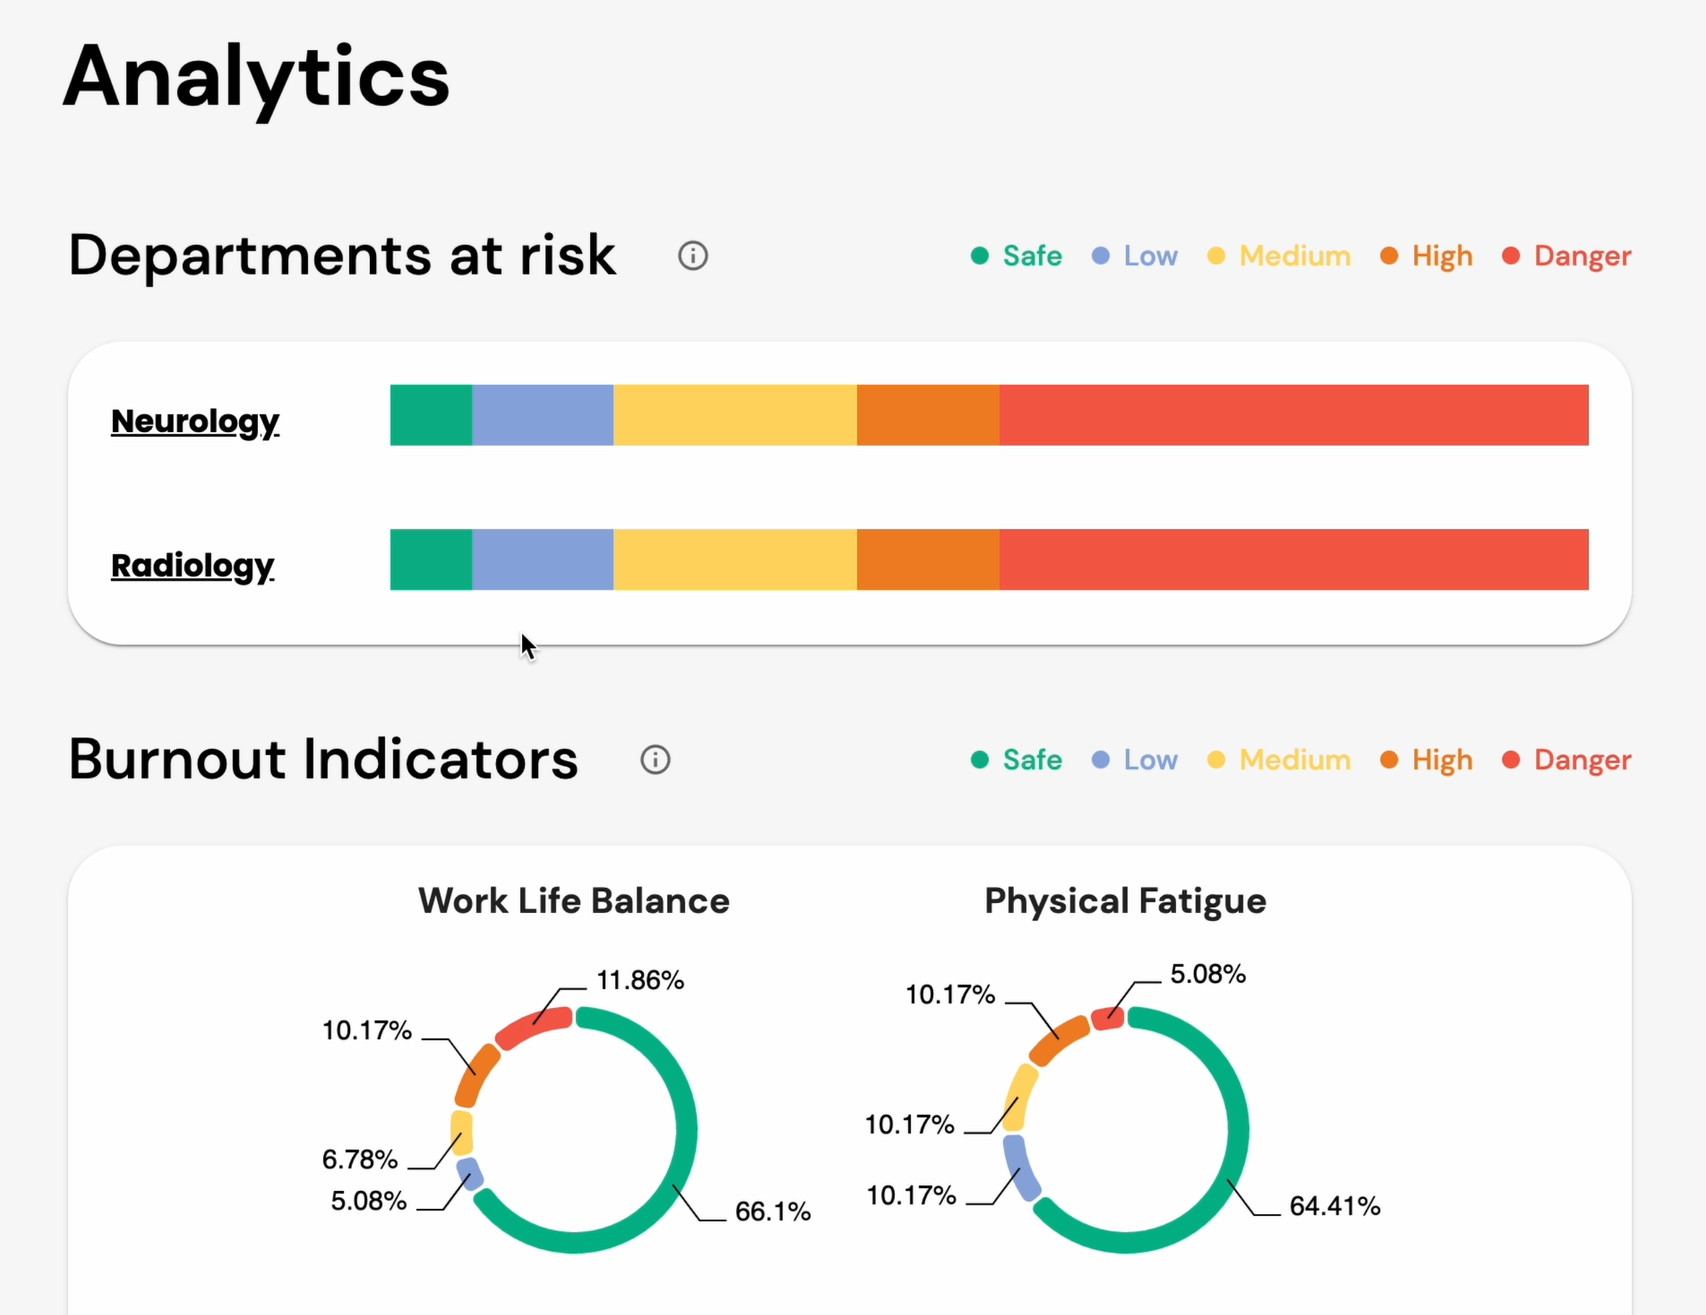 Analytics
Departments at risk
Safe Low Medium High Danger
Neurology
Radiology
Burnout Indicators
Safe Low Medium High Danger
Work Life Balance
11.86%
10.17%
6.78%
5.08%
66.1%
Physical Fatigue
5.08%
10.17%
10.17%
10.17%
64.41%